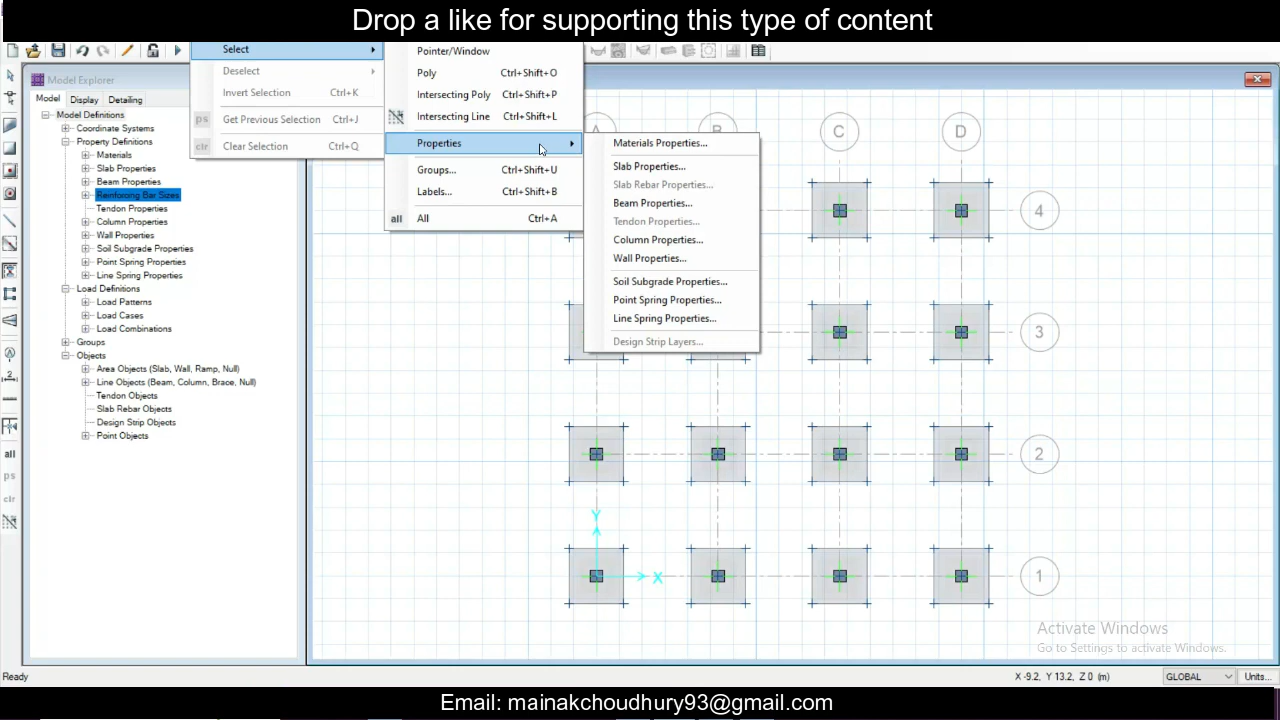 Drop a like for supporting this type of content
Select
Deselect
Invert Selection Ctrl+K
ps Get Previous Selection Ctrl+J
clr Clear Selection Ctrl+Q
Pointer/Window
Poly Ctrl+Shift+O
Intersecting Poly Ctrl+Shift+P
Intersecting Line Ctrl+Shift+L
Properties
Groups... Ctrl+Shift+U
Labels... Ctrl+Shift+B
all All Ctrl+A
Materials Properties...
Slab Properties...
Slab Rebar Properties...
Beam Properties...
Tendon Properties...
Column Properties...
Wall Properties...
Soil Subgrade Properties...
Point Spring Properties...
Line Spring Properties...
Design Strip Layers...
Model Explorer
Model Display Detailing
Model Definitions
Coordinate Systems
Property Definitions
Materials
Slab Properties
Beam Properties
Reinforcing Bar Sizes
Tendon Properties
Column Properties
Wall Properties
Soil Subgrade Properties
Point Spring Properties
Line Spring Properties
Load Definitions
Load Patterns
Load Cases
Load Combinations
Groups
Objects
Area Objects (Slab, Wall, Ramp, Null)
Line Objects (Beam, Column, Brace, Null)
Tendon Objects
Slab Rebar Objects
Design Strip Objects
Point Objects
all
ps
clr
A B C D
4
3
2
1
Y
X
Activate Windows
Go to Settings to activate Windows.
Ready
X -9.2, Y 13.2, Z 0 (m)
GLOBAL
Units...
Email: mainakchoudhury93@gmail.com